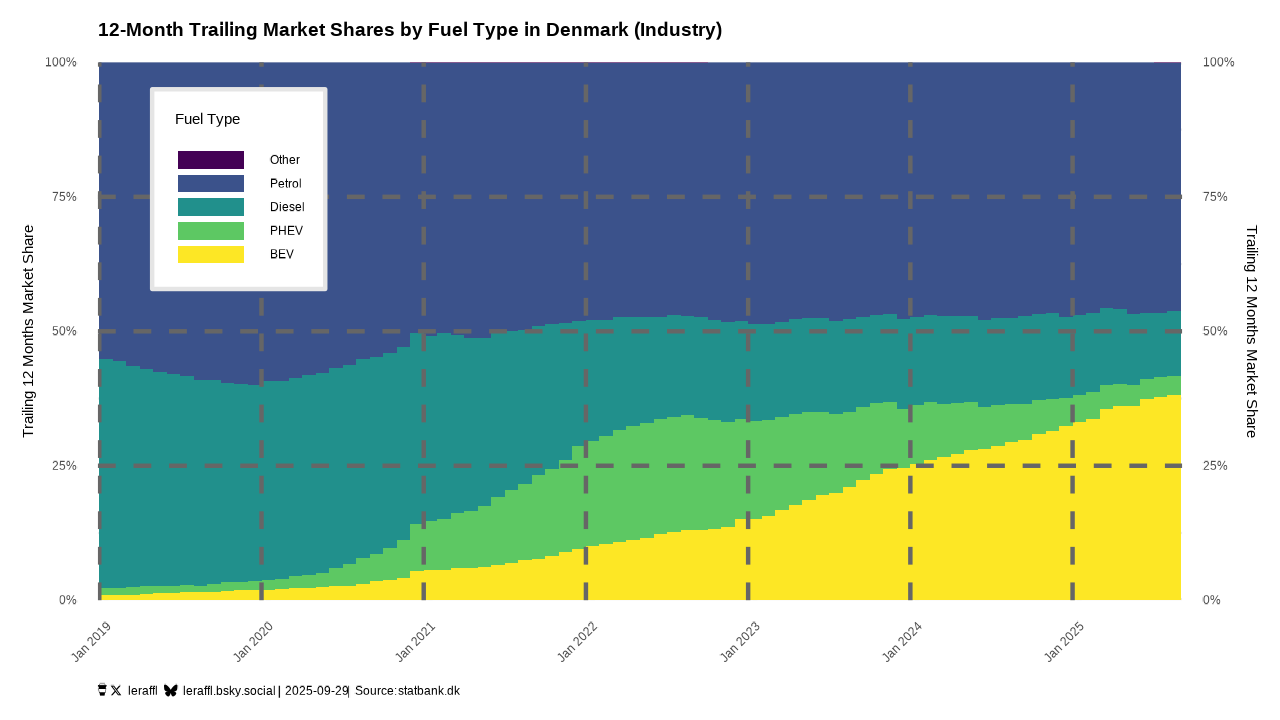 12-Month Trailing Market Shares by Fuel Type in Denmark (Industry)
100%
75%
50%
25%
0%
100%
75%
50%
25%
0%
Trailing 12 Months Market Share
Trailing 12 Months Market Share
Fuel Type
Other
Petrol
Diesel
PHEV
BEV
Jan 2019
Jan 2020
Jan 2021
Jan 2022
Jan 2023
Jan 2024
Jan 2025
leraffl leraffl.bsky.social | 2025-09-29 | Source: statbank.dk